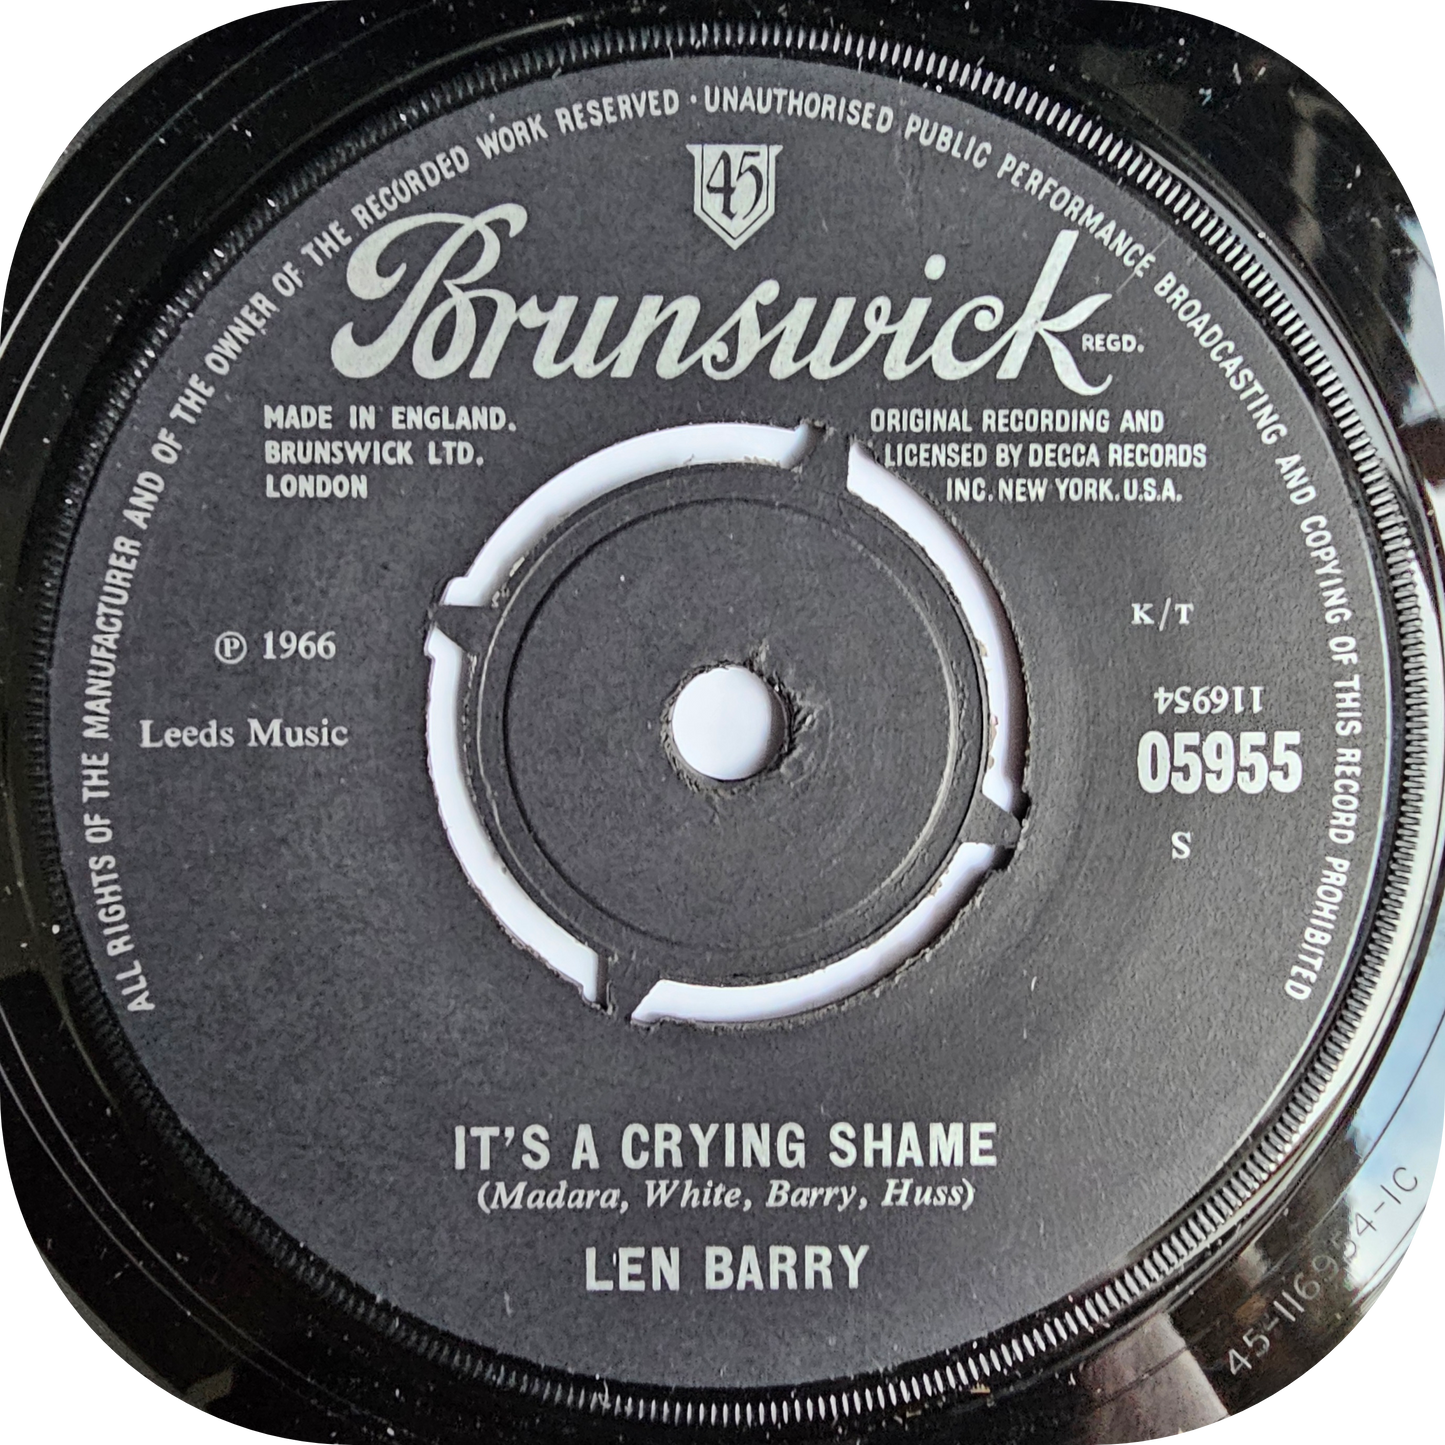 ALL RIGHTS OF THE MANUFACTURER AND OF THE OWNER OF THE RECORDED WORK RESERVED · UNAUTHORISED PUBLIC PERFORMANCE BROADCASTING AND COPYING OF THIS RECORD PROHIBITED
45
Brunswick REGD.
MADE IN ENGLAND.
BRUNSWICK LTD.
LONDON
ORIGINAL RECORDING AND
LICENSED BY DECCA RECORDS
INC. NEW YORK. U.S.A.
Ⓟ 1966
Leeds Music
K/T
116954
05955
S
IT'S A CRYING SHAME
(Madara, White, Barry, Huss)
LEN BARRY
45-116954-1C